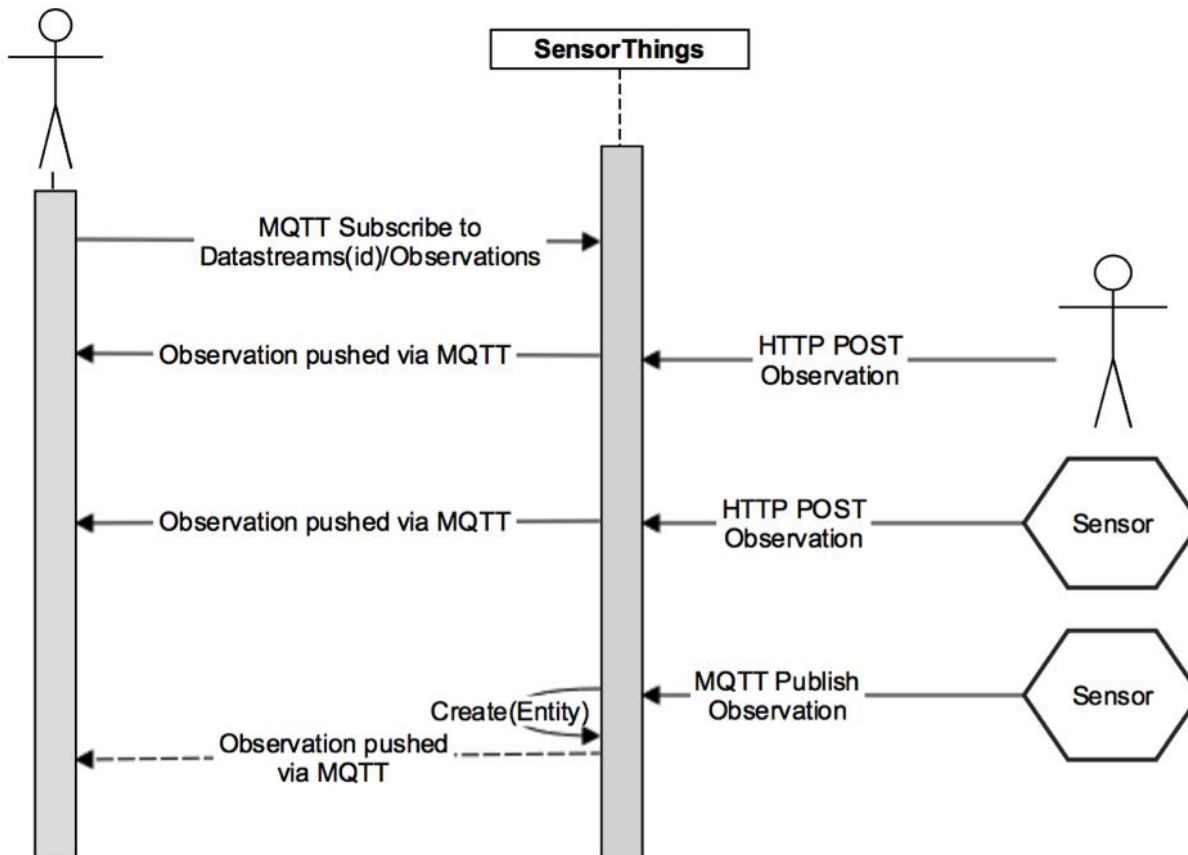 SensorThings
MQTT Subscribe to
Datastreams(id)/Observations
Observation pushed via MQTT
HTTP POST
Observation
Observation pushed via MQTT
HTTP POST
Observation
Sensor
MQTT Publish
Observation
Sensor
Create(Entity)
Observation pushed
via MQTT